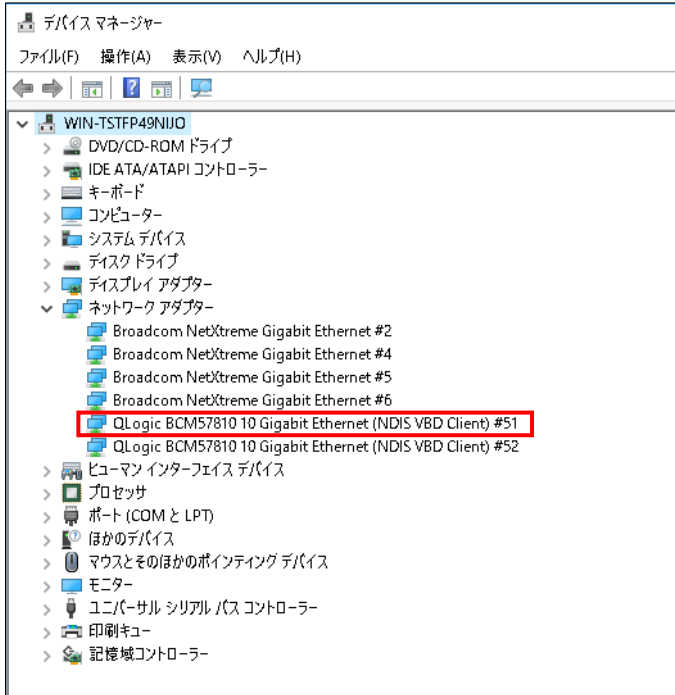 デバイス マネージャー
ファイル(F) 操作(A) 表示(V) ヘルプ(H)
WIN-TSTFP49NIJO
DVD/CD-ROM ドライブ
IDE ATA/ATAPI コントローラー
キーボード
コンピューター
システム デバイス
ディスク ドライブ
ディスプレイ アダプター
ネットワーク アダプター
Broadcom NetXtreme Gigabit Ethernet #2
Broadcom NetXtreme Gigabit Ethernet #4
Broadcom NetXtreme Gigabit Ethernet #5
Broadcom NetXtreme Gigabit Ethernet #6
QLogic BCM57810 10 Gigabit Ethernet (NDIS VBD Client) #51
QLogic BCM57810 10 Gigabit Ethernet (NDIS VBD Client) #52
ヒューマン インターフェイス デバイス
プロセッサ
ポート (COM と LPT)
ほかのデバイス
マウスとそのほかのポインティング デバイス
モニター
ユニバーサル シリアル バス コントローラー
印刷キュー
記憶域コントローラー